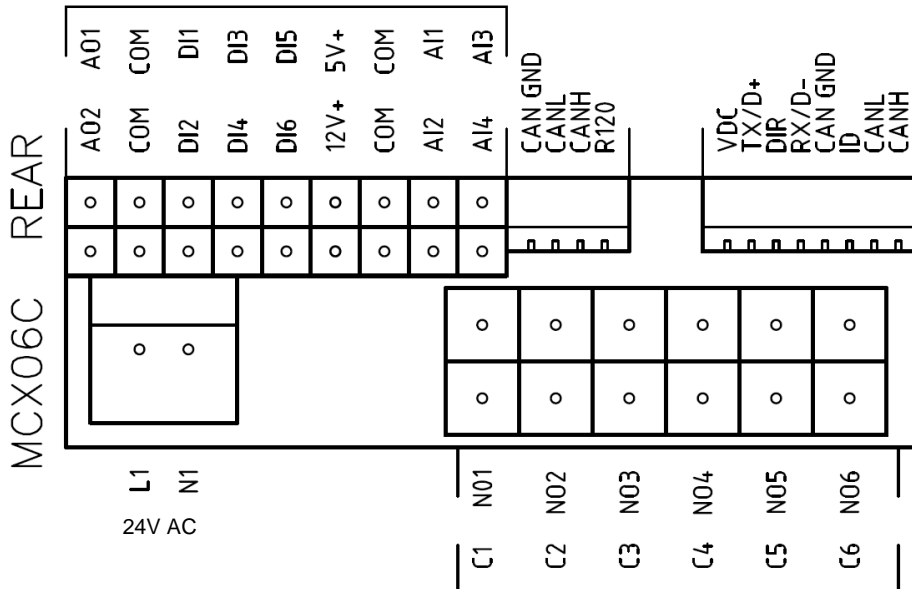 AO1 COM DI1 DI3 DI5 5V+ COM AI1 AI3
AO2 COM DI2 DI4 DI6 12V+ COM AI2 AI4
CAN GND
CANL
CANH
R120
VDC
TX/D+
DIR
RX/D-
CAN GND
ID
CANL
CANH
MCX06C REAR
L1 N1
24V AC
NO1 NO2 NO3 NO4 NO5 NO6
C1 C2 C3 C4 C5 C6